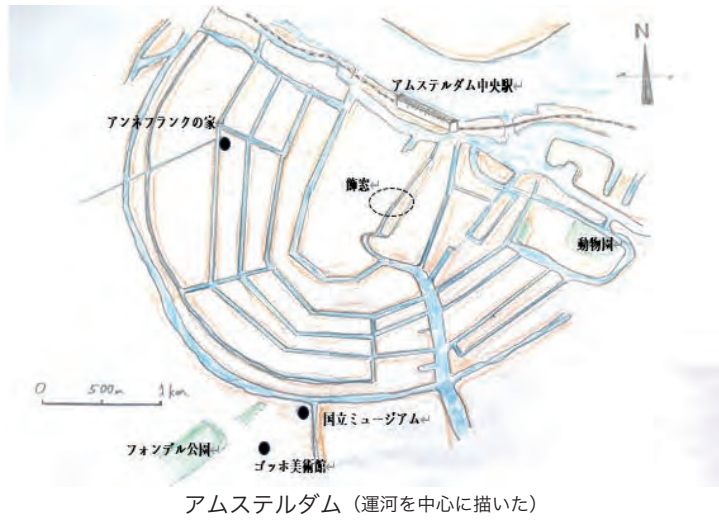 N
アムステルダム中央駅↵
アンネフランクの家
飾窓↵
動物園↵
0 500m 1km
国立ミュージアム↵
フォンデル公園↵
ゴッホ美術館↵
アムステルダム（運河を中心に描いた）